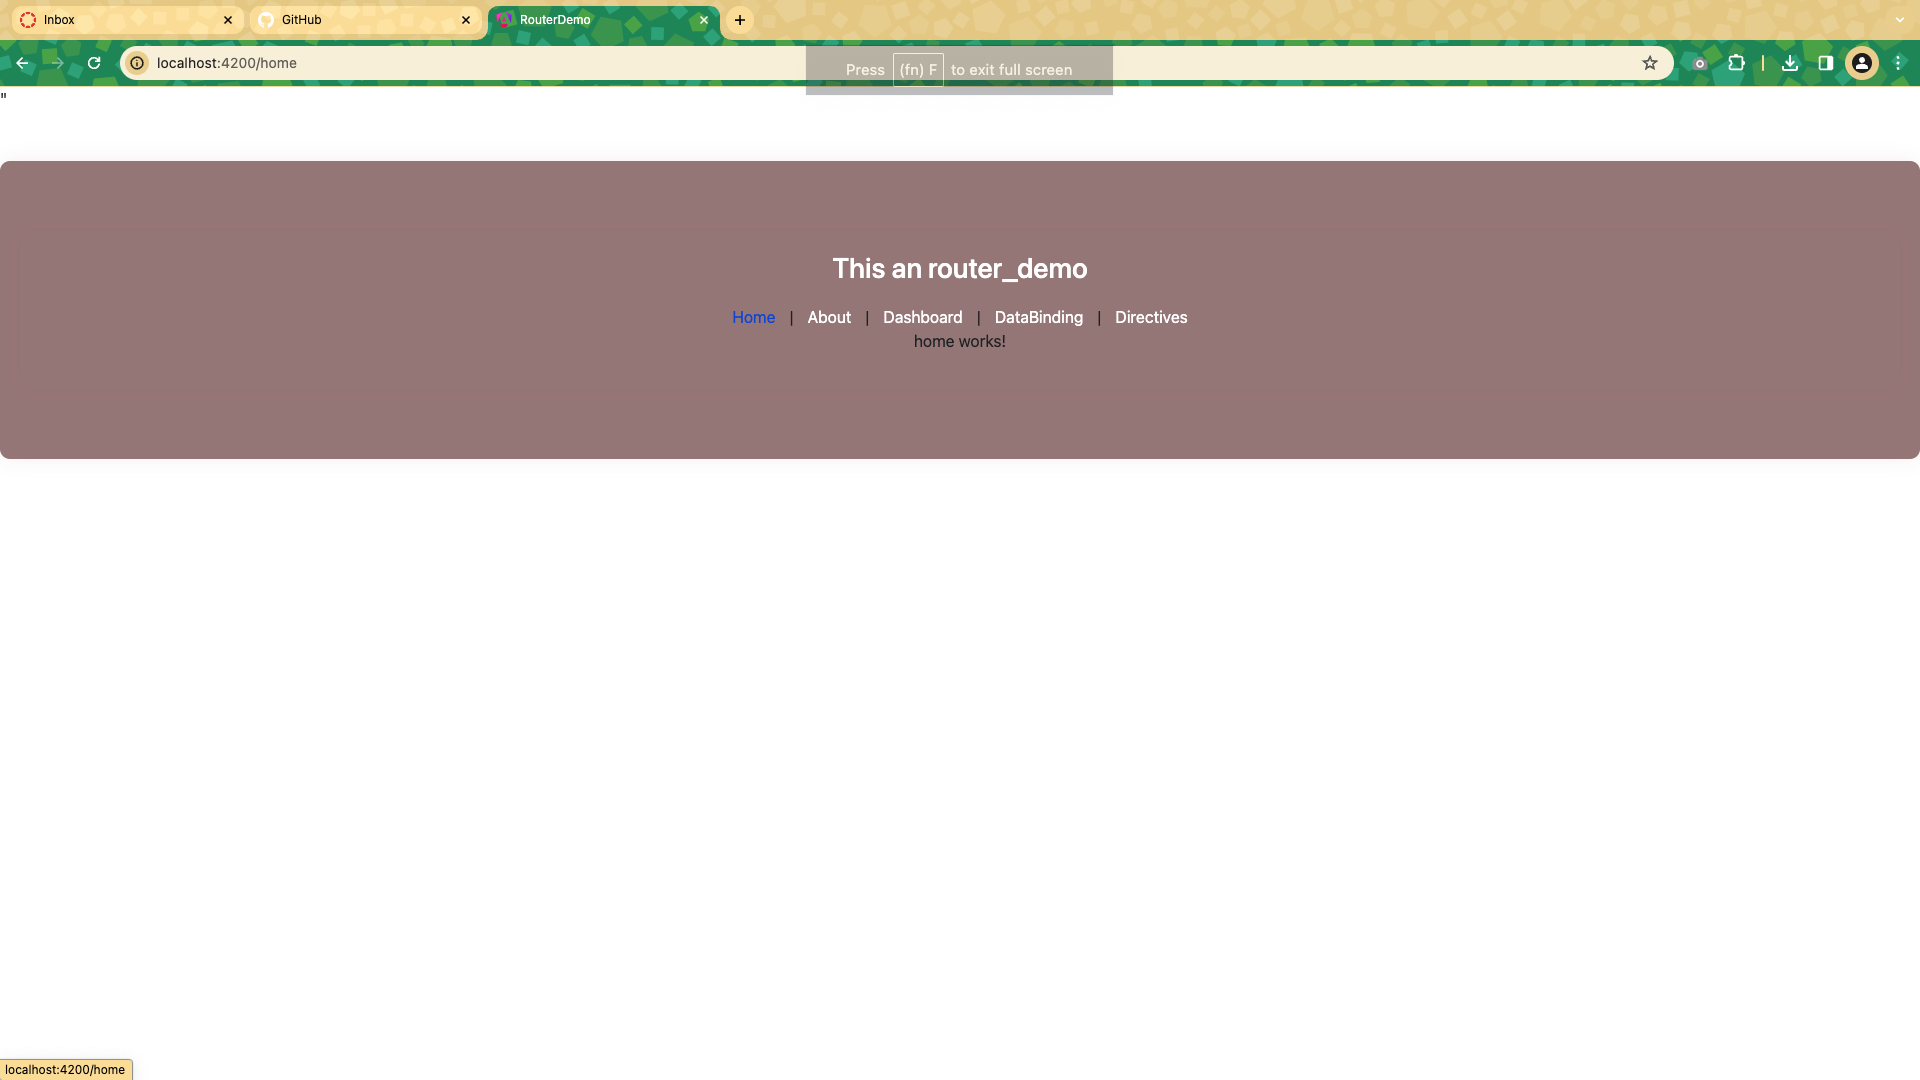 Inbox
GitHub
RouterDemo
localhost:4200/home
Press (fn) F to exit full screen
"
This an router_demo
Home | About | Dashboard | DataBinding | Directives
home works!
localhost:4200/home